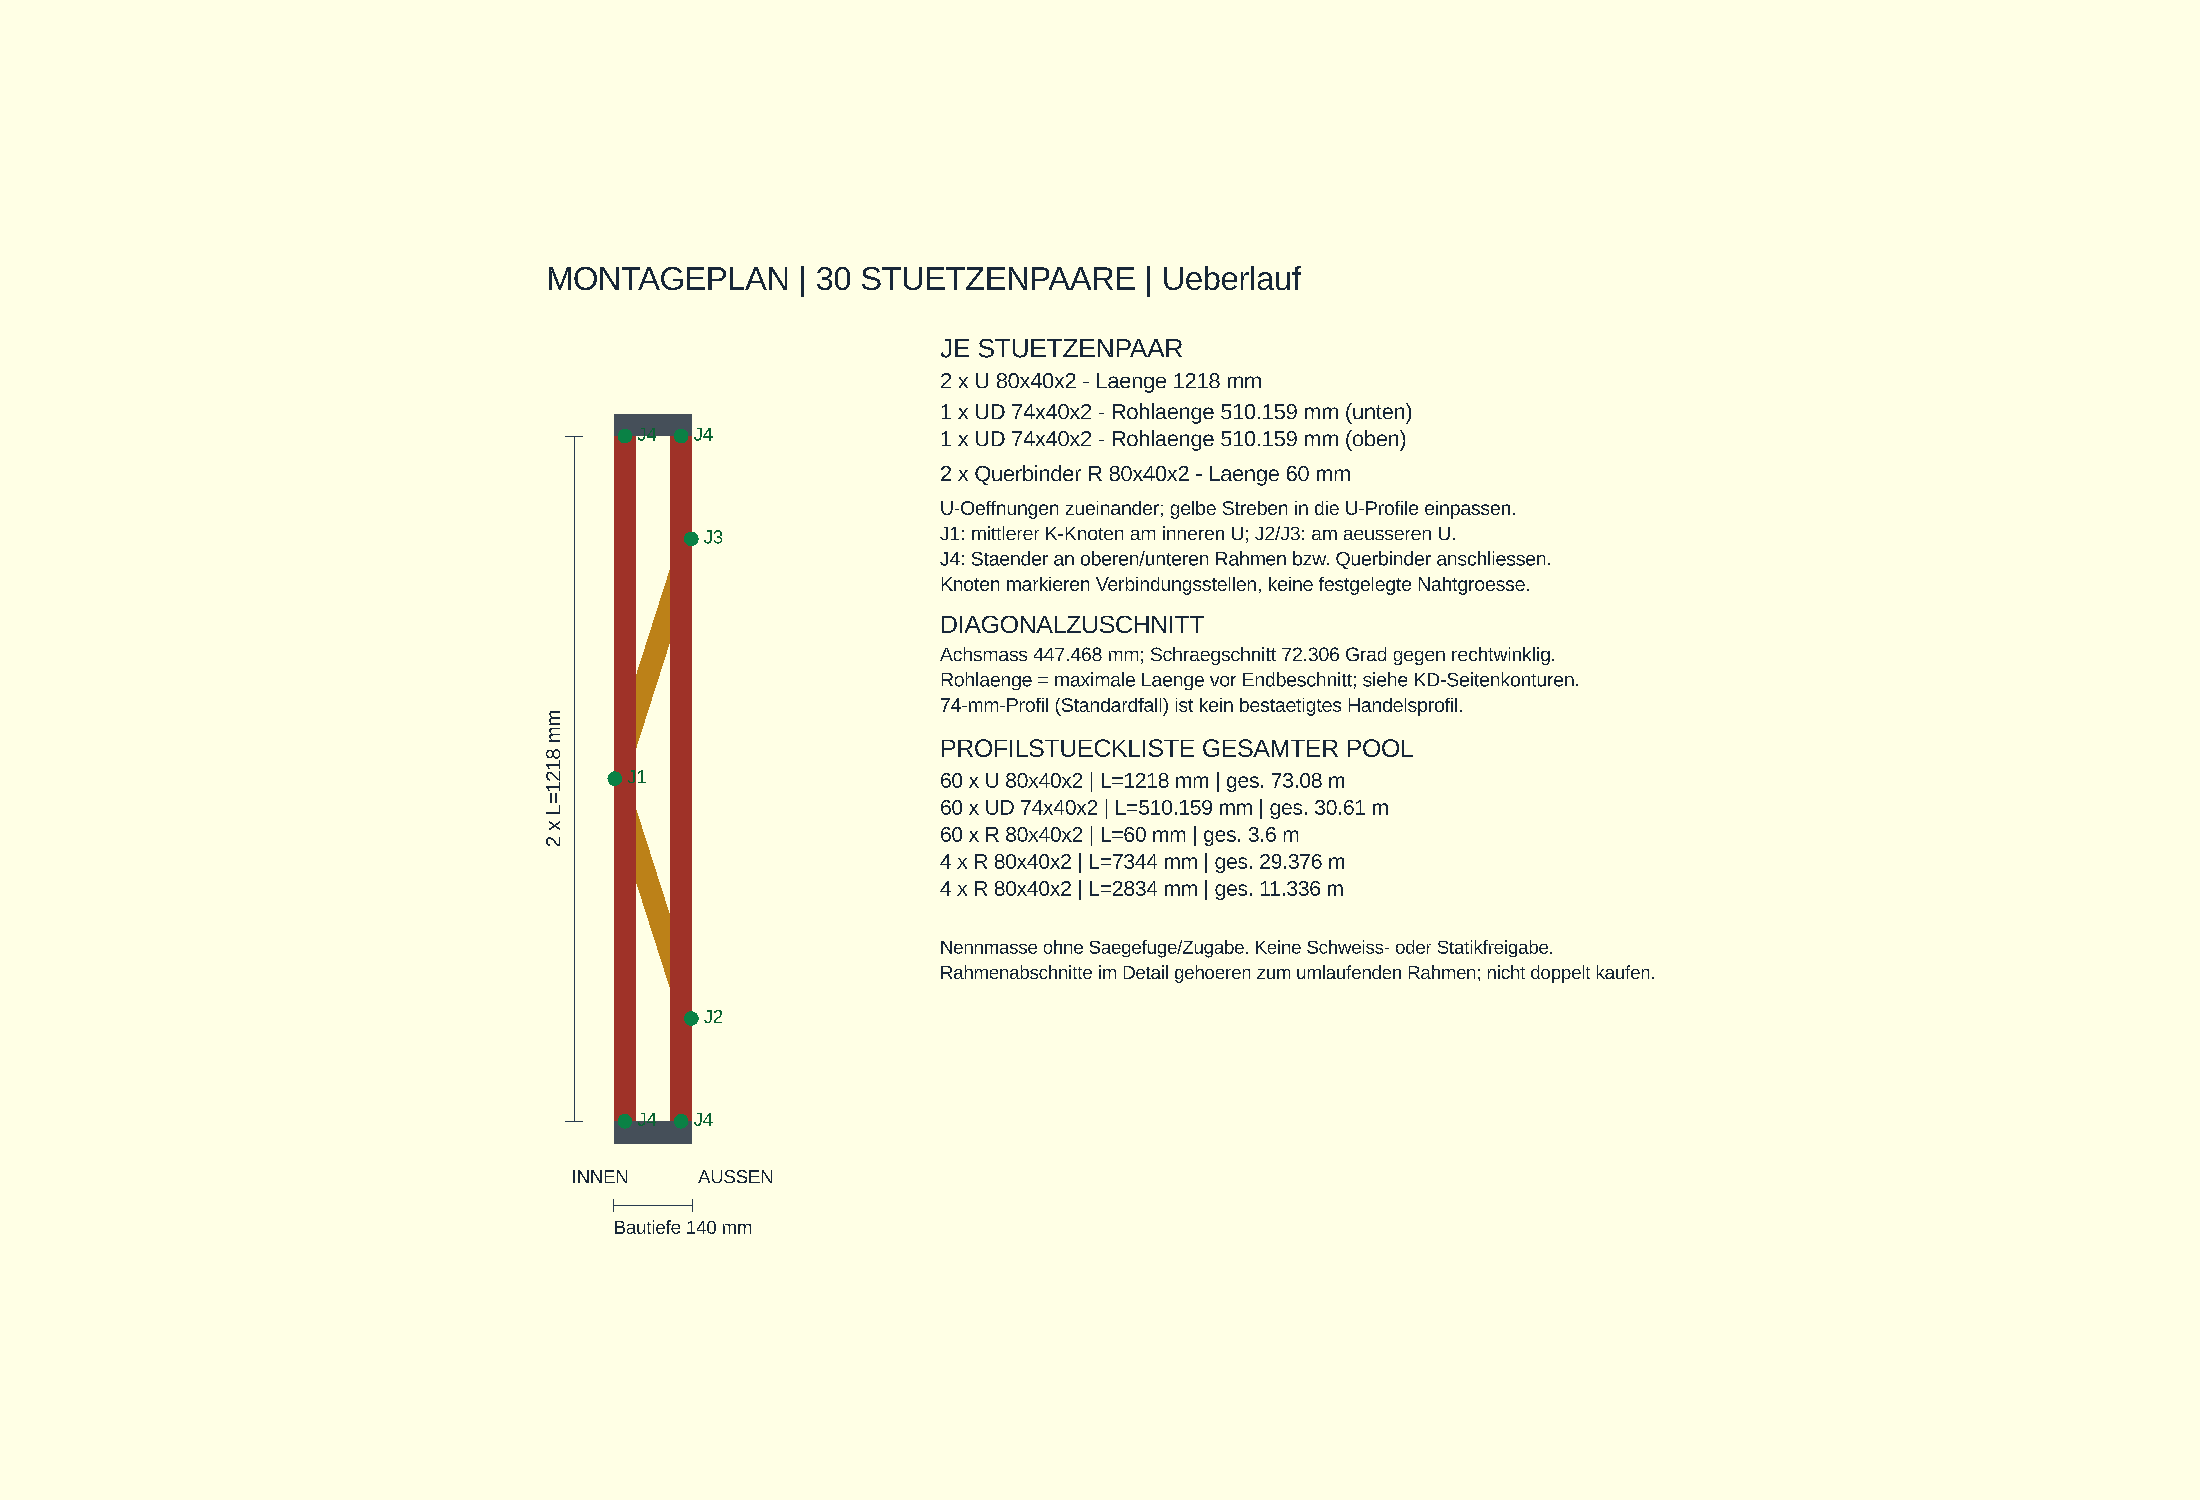 MONTAGEPLAN | 30 STUETZENPAARE | Ueberlauf
JE STUETZENPAAR
2 x U 80x40x2 - Laenge 1218 mm
1 x UD 74x40x2 - Rohlaenge 510.159 mm (unten)
1 x UD 74x40x2 - Rohlaenge 510.159 mm (oben)
2 x Querbinder R 80x40x2 - Laenge 60 mm
U-Oeffnungen zueinander; gelbe Streben in die U-Profile einpassen.
J1: mittlerer K-Knoten am inneren U; J2/J3: am aeusseren U.
J4: Staender an oberen/unteren Rahmen bzw. Querbinder anschliessen.
Knoten markieren Verbindungsstellen, keine festgelegte Nahtgroesse.
DIAGONALZUSCHNITT
Achsmass 447.468 mm; Schraegschnitt 72.306 Grad gegen rechtwinklig.
Rohlaenge = maximale Laenge vor Endbeschnitt; siehe KD-Seitenkonturen.
74-mm-Profil (Standardfall) ist kein bestaetigtes Handelsprofil.
PROFILSTUECKLISTE GESAMTER POOL
60 x U 80x40x2 | L=1218 mm | ges. 73.08 m
60 x UD 74x40x2 | L=510.159 mm | ges. 30.61 m
60 x R 80x40x2 | L=60 mm | ges. 3.6 m
4 x R 80x40x2 | L=7344 mm | ges. 29.376 m
4 x R 80x40x2 | L=2834 mm | ges. 11.336 m
Nennmasse ohne Saegefuge/Zugabe. Keine Schweiss- oder Statikfreigabe.
Rahmenabschnitte im Detail gehoeren zum umlaufenden Rahmen; nicht doppelt kaufen.
J4 J4
J3
2 x L=1218 mm
J1
J2
J4 J4
INNEN AUSSEN
Bautiefe 140 mm